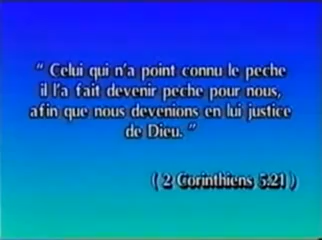 “ Celui qui n'a point connu le peche
il l'a fait devenir peche pour nous,
afin que nous devenions en lui justice
de Dieu. ”
( 2 Corinthiens 5:21 )